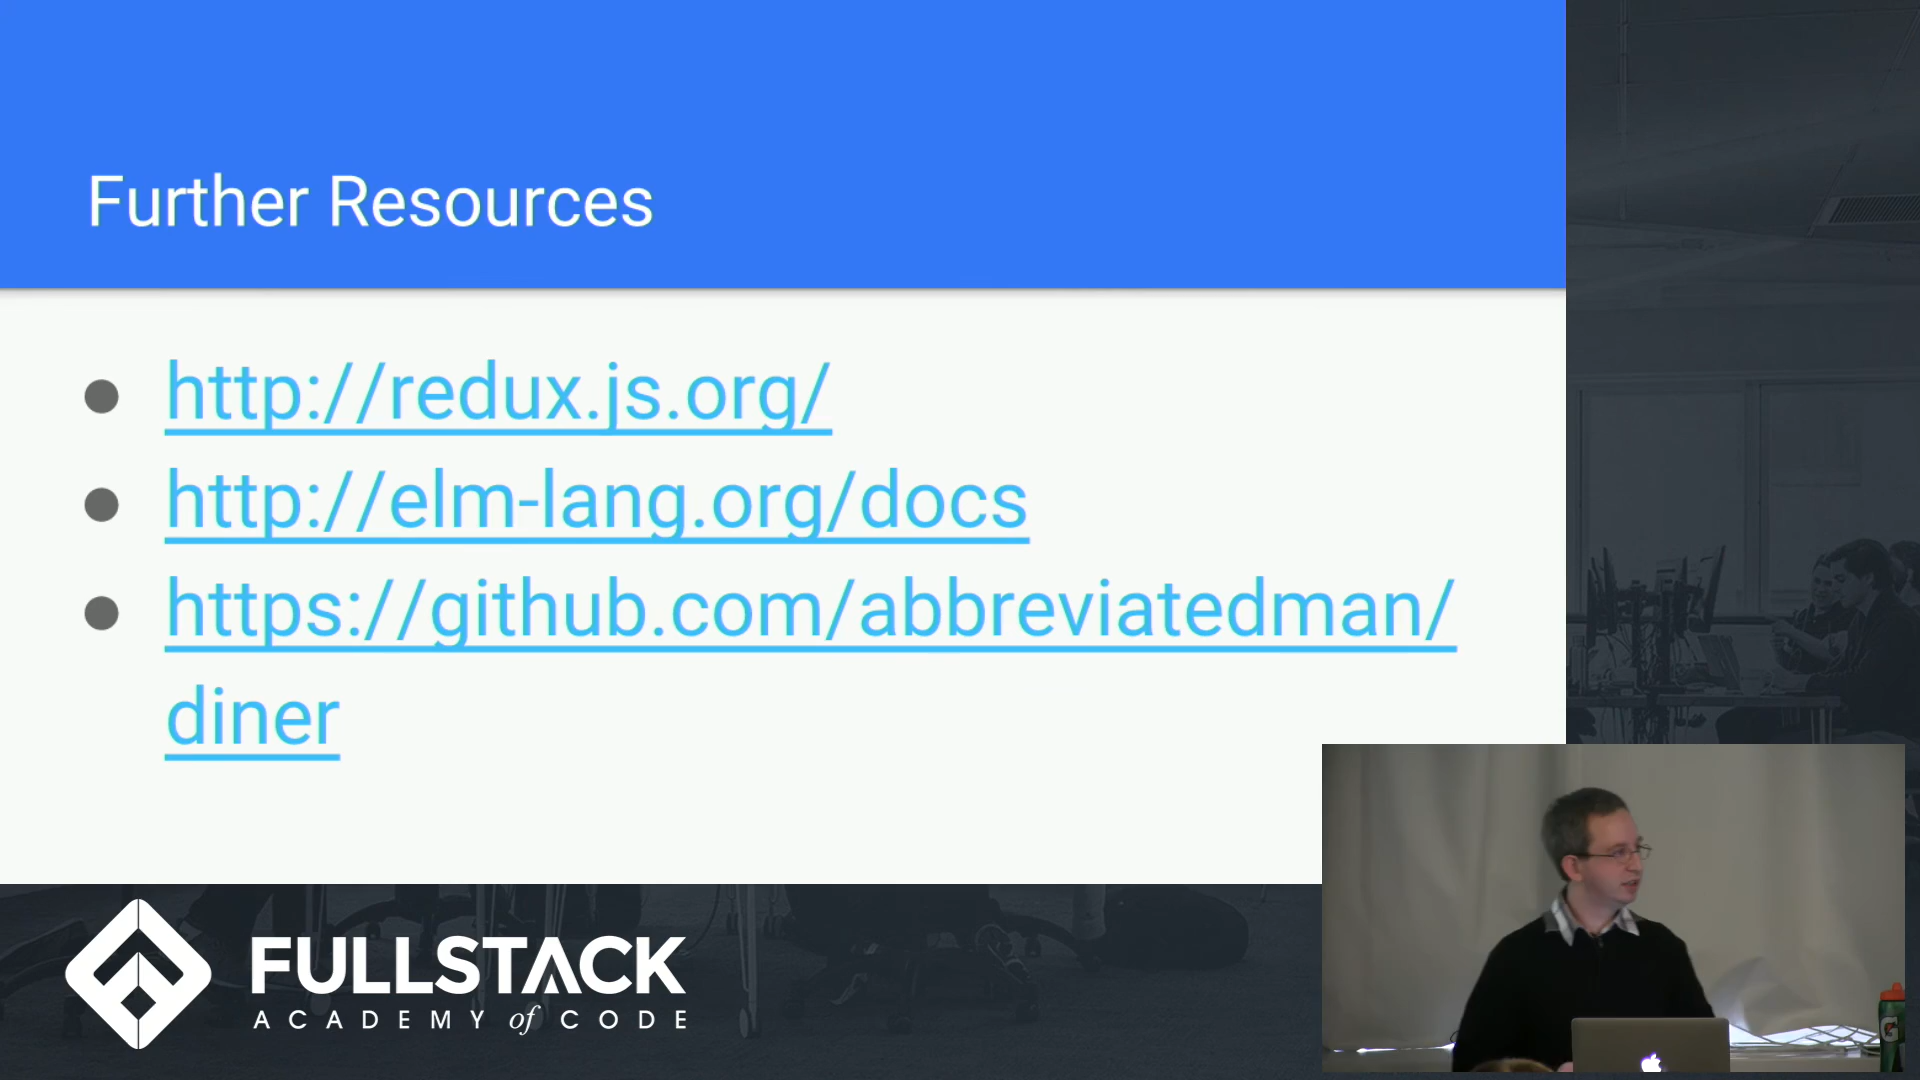 Further Resources
http://redux.js.org/
http://elm-lang.org/docs
https://github.com/abbreviatedman/
diner
FULLSTACK
ACADEMY of CODE
G